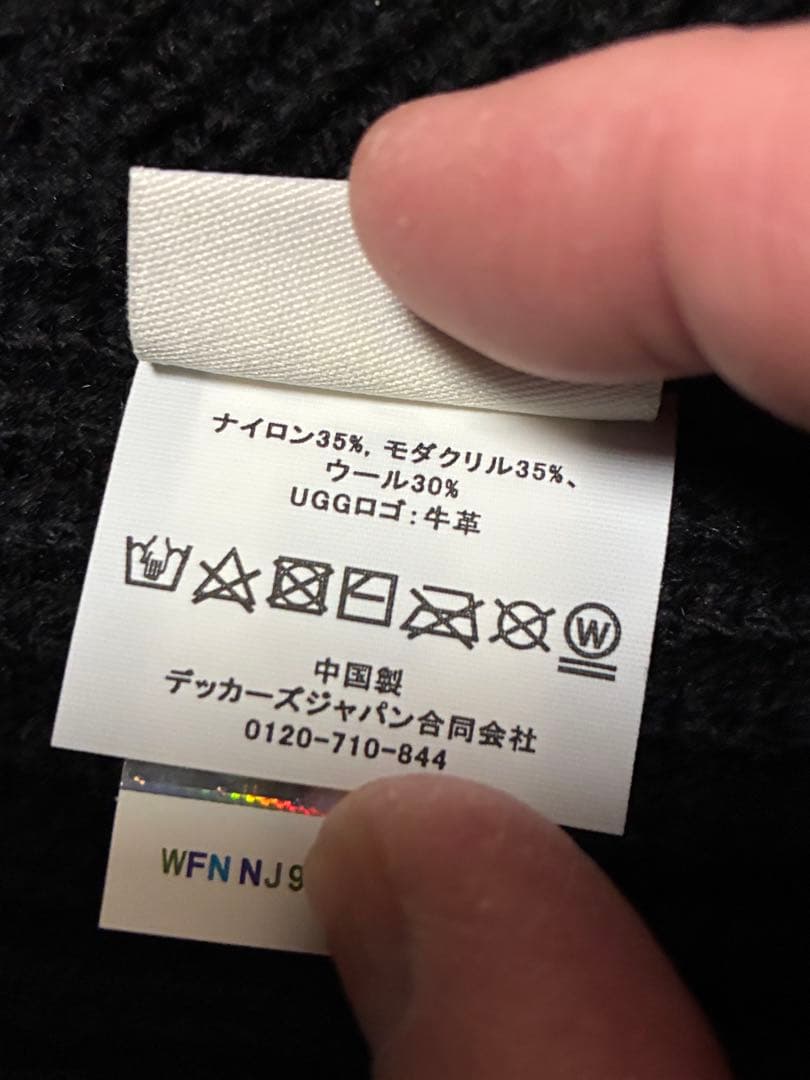 ナイロン35%, モダクリル35%、
ウール30%
UGGロゴ:牛革
W
中国製
デッカーズジャパン合同会社
0120-710-844
WFNNJ9